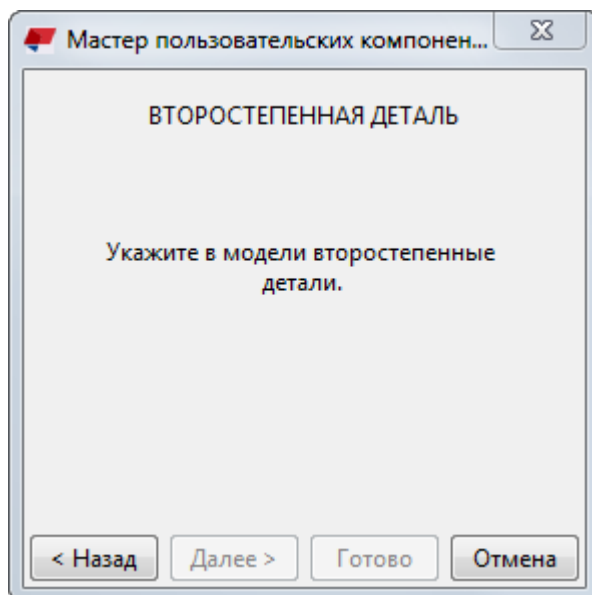 Мастер пользовательских компонен...
ВТОРОСТЕПЕННАЯ ДЕТАЛЬ
Укажите в модели второстепенные
детали.
< Назад Далее > Готово Отмена